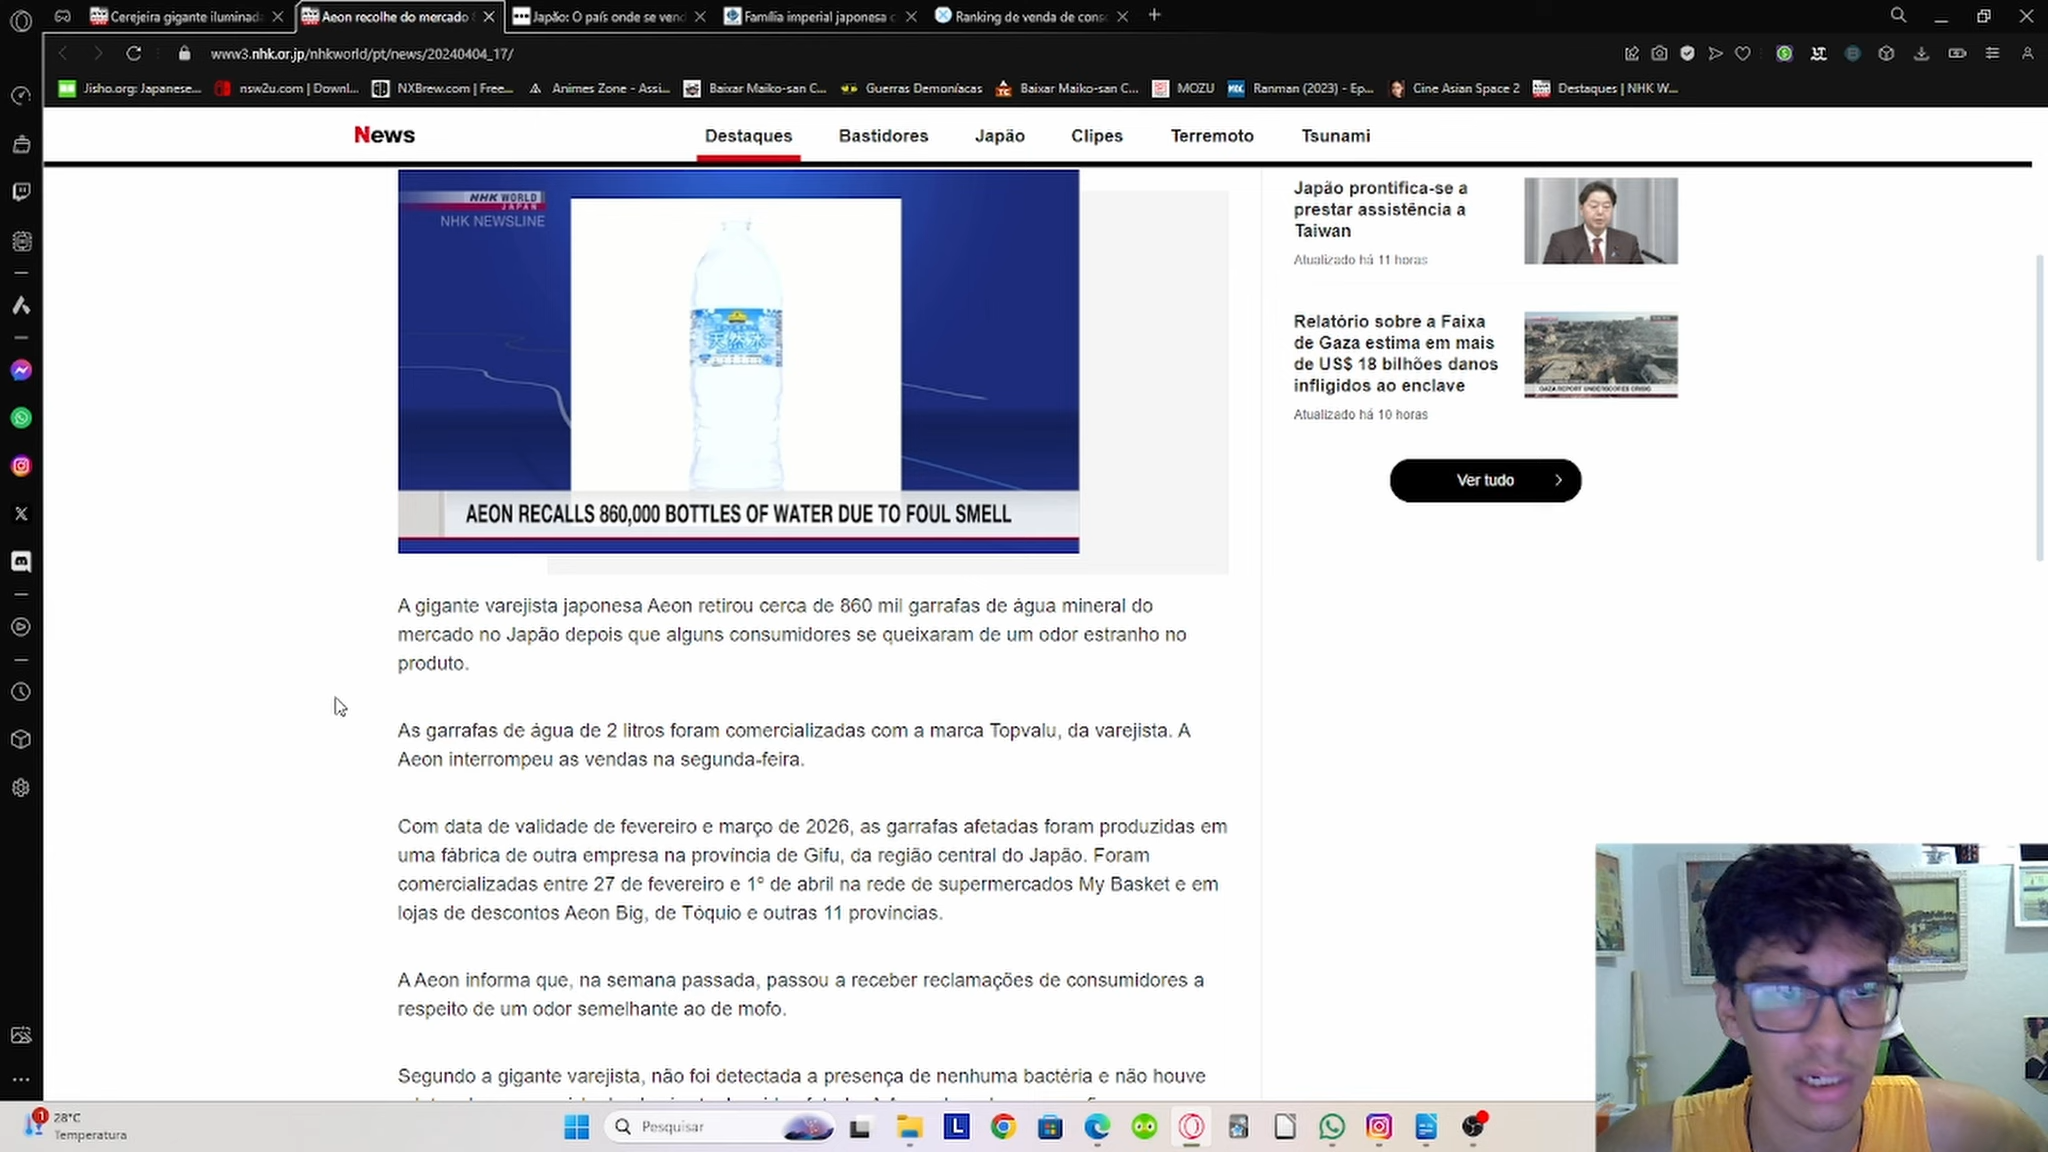 Cerejeira gigante iluminad
Aeon recolhe do mercado
Japão: O país onde se vend
Família imperial japonesa c
Ranking de venda de cons
www3.nhk.or.jp/nhkworld/pt/news/20240404_17/
Jisho.org: Japanese...
nsw2u.com | Downl...
NXBrew.com | Free...
Animes Zone - Assi...
Baixar Maiko-san C...
Guerras Demoníacas
Baixar Maiko-san C...
MOZU
Ranman (2023) - Ep...
Cine Asian Space 2
Destaques | NHK W...
News
Destaques
Bastidores
Japão
Clipes
Terremoto
Tsunami
NHK WORLD
JAPAN
NHK NEWSLINE
天然水
AEON RECALLS 860,000 BOTTLES OF WATER DUE TO FOUL SMELL
A gigante varejista japonesa Aeon retirou cerca de 860 mil garrafas de água mineral do
mercado no Japão depois que alguns consumidores se queixaram de um odor estranho no
produto.
As garrafas de água de 2 litros foram comercializadas com a marca Topvalu, da varejista. A
Aeon interrompeu as vendas na segunda-feira.
Com data de validade de fevereiro e março de 2026, as garrafas afetadas foram produzidas em
uma fábrica de outra empresa na província de Gifu, da região central do Japão. Foram
comercializadas entre 27 de fevereiro e 1º de abril na rede de supermercados My Basket e em
lojas de descontos Aeon Big, de Tóquio e outras 11 províncias.
A Aeon informa que, na semana passada, passou a receber reclamações de consumidores a
respeito de um odor semelhante ao de mofo.
Segundo a gigante varejista, não foi detectada a presença de nenhuma bactéria e não houve
Japão prontifica-se a
prestar assistência a
Taiwan
Atualizado há 11 horas
Relatório sobre a Faixa
de Gaza estima em mais
de US$ 18 bilhões danos
infligidos ao enclave
GAZA REPORT UNDERSCORES CRISIS
Atualizado há 10 horas
Ver tudo
1
28°C
Temperatura
Pesquisar